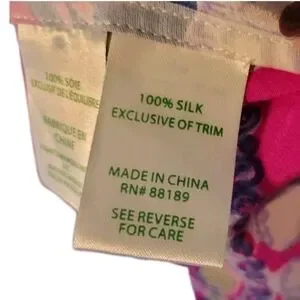 100% SOIE
EXCLUSIVE DE L'ÉQUILIBRE
FABRIQUÉ EN
CHINE
100% SILK
EXCLUSIVE OF TRIM
MADE IN CHINA
RN# 88189
SEE REVERSE
FOR CARE